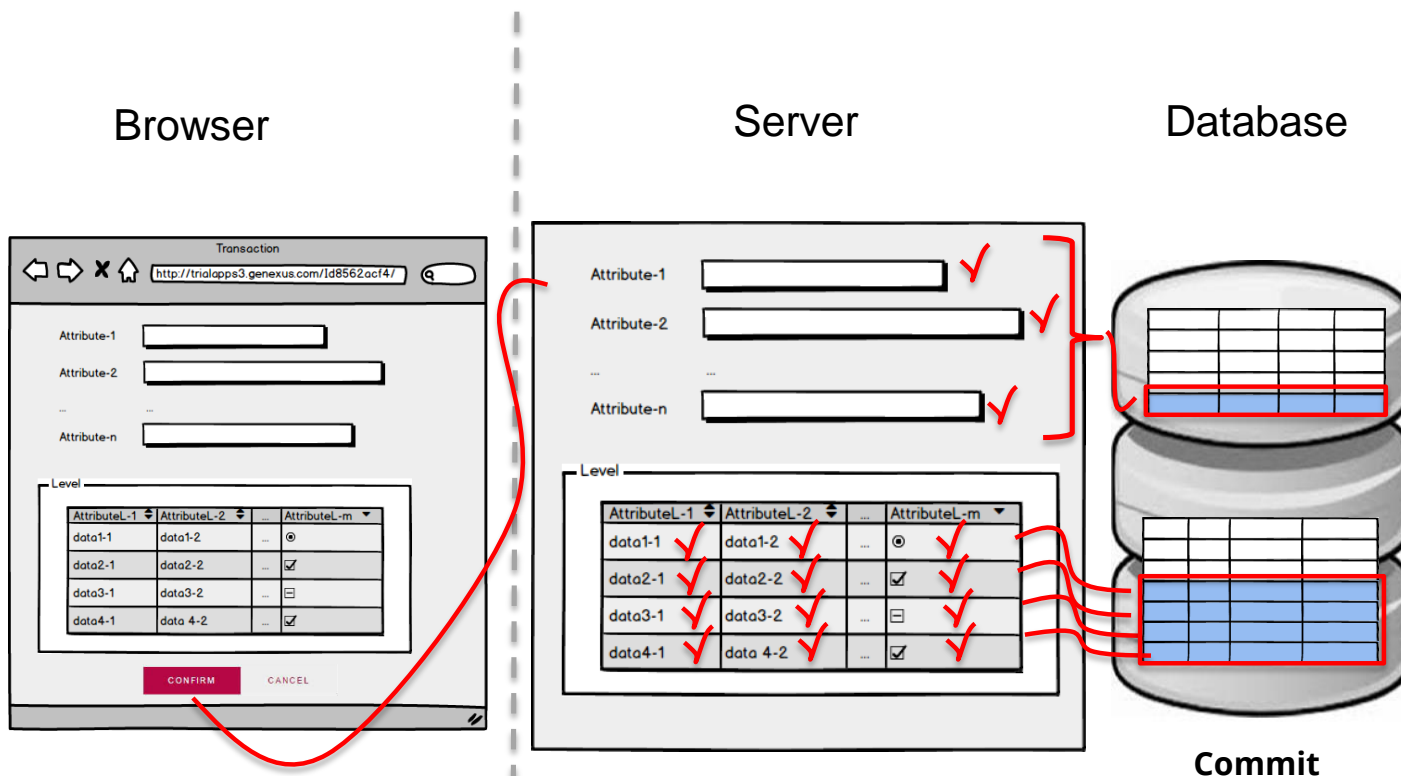 Browser
Server
Database
Transaction
http://trialapps3.genexus.com/Id8562acf4/
Attribute-1
Attribute-2
... ...
Attribute-n
Level
AttributeL-1 AttributeL-2 ... AttributeL-m
data1-1 data1-2 ...
data2-1 data2-2 ...
data3-1 data3-2 ...
data4-1 data 4-2 ...
CONFIRM CANCEL
Attribute-1
Attribute-2
... ...
Attribute-n
Level
AttributeL-1 AttributeL-2 ... AttributeL-m
data1-1 data1-2 ...
data2-1 data2-2 ...
data3-1 data3-2 ...
data4-1 data 4-2 ...
Commit